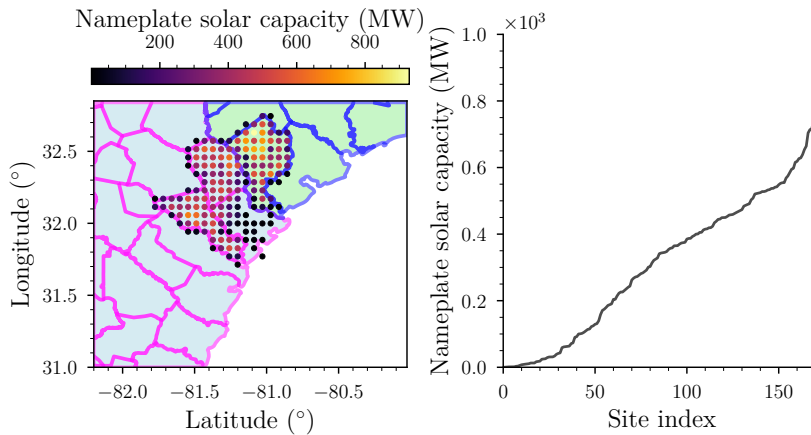 Nameplate solar capacity (MW)
200 400 600 800
32.5
32.0
31.5
31.0
Longitude (°)
−82.0 −81.5 −81.0 −80.5
Latitude (°)
×10³
1.0
0.8
0.6
0.4
0.2
0.0
Nameplate solar capacity (MW)
0 50 100 150
Site index